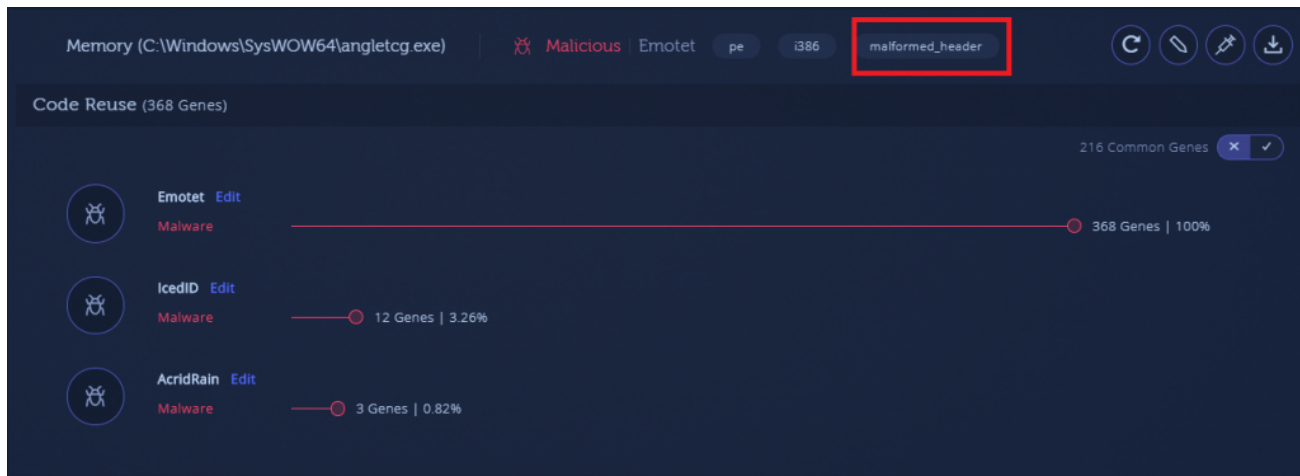 Memory (C:\Windows\SysWOW64\angletcg.exe) Malicious Emotet pe i386 malformed_header
Code Reuse (368 Genes)
216 Common Genes
Emotet Edit
Malware 368 Genes | 100%
IcedID Edit
Malware 12 Genes | 3.26%
AcridRain Edit
Malware 3 Genes | 0.82%